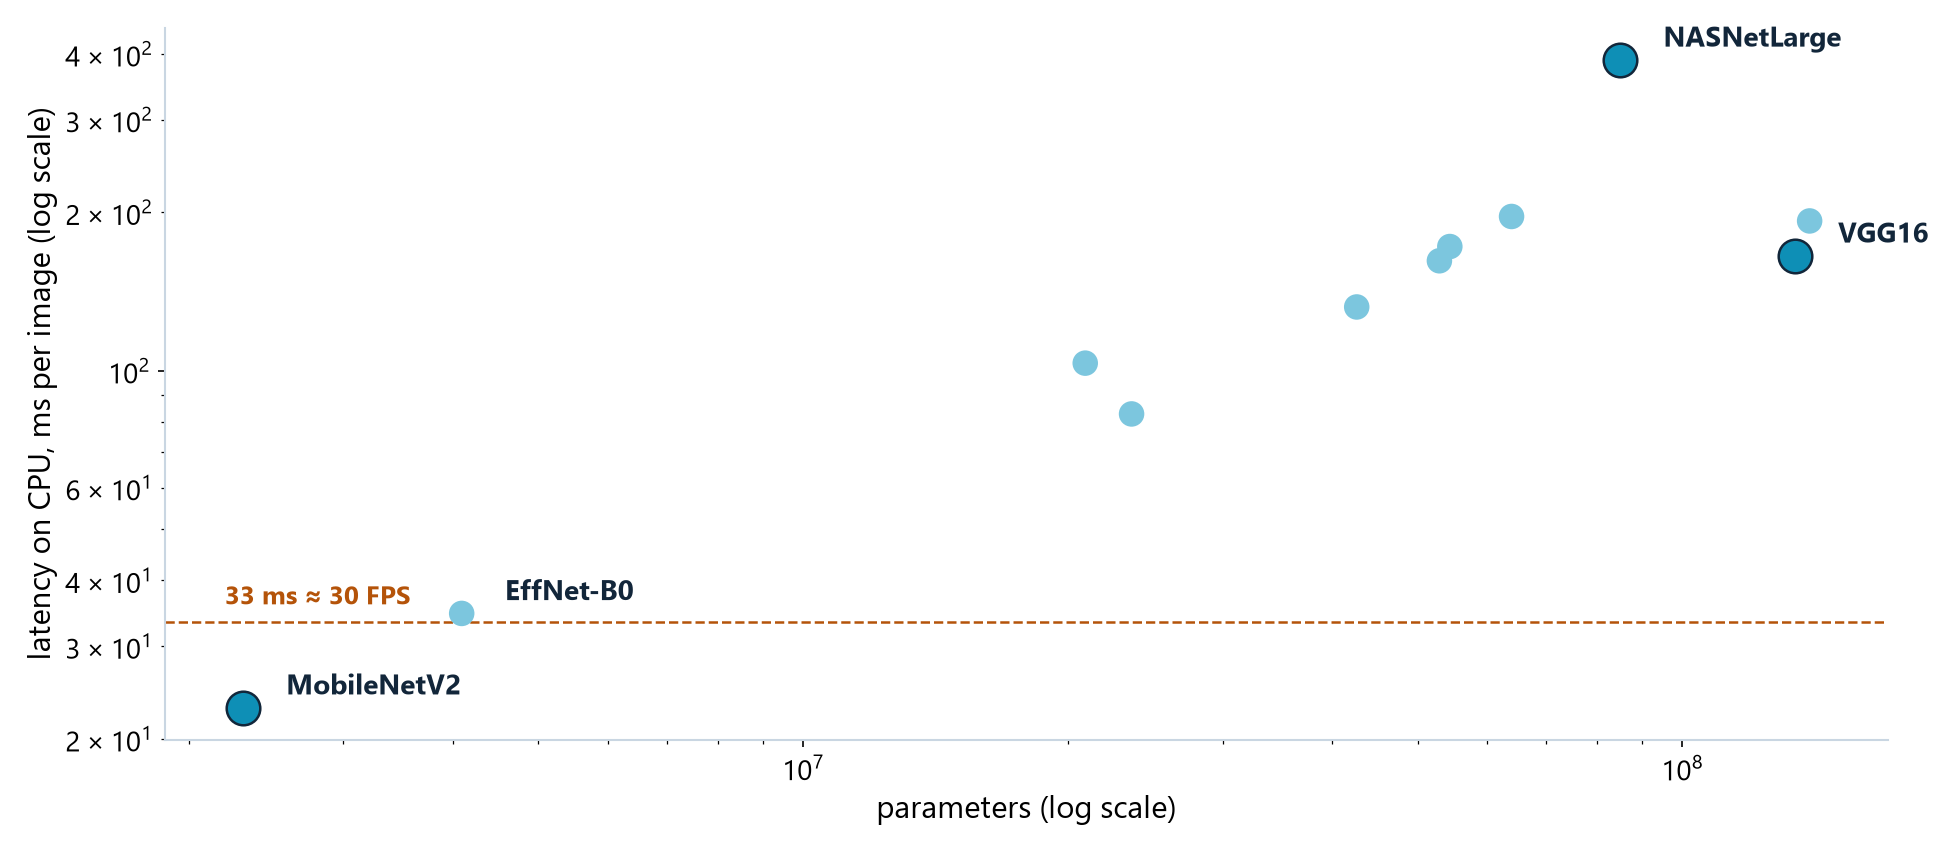 NASNetLarge
4 × 10²
3 × 10²
2 × 10²
VGG16
10²
6 × 10¹
4 × 10¹
33 ms ≈ 30 FPS
EffNet-B0
3 × 10¹
MobileNetV2
2 × 10¹
latency on CPU, ms per image (log scale)
10⁷
10⁸
parameters (log scale)